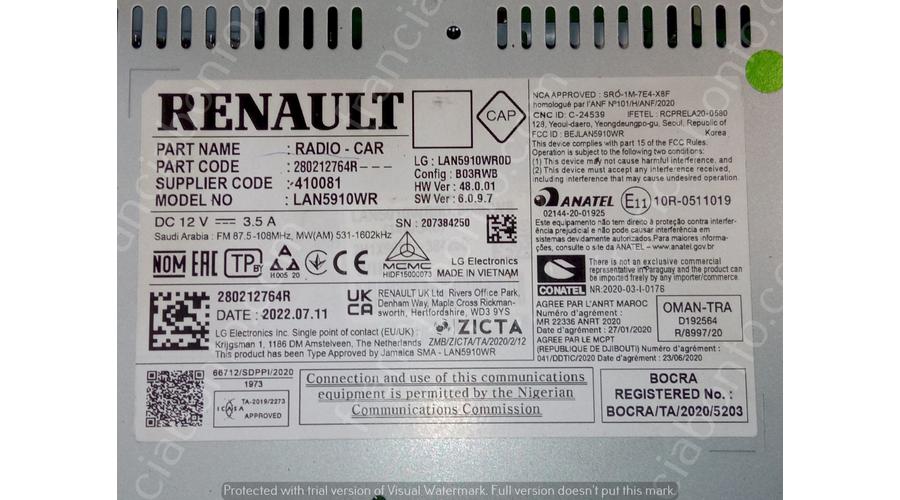 RENAULT
CAP
PART NAME : RADIO - CAR
PART CODE : 280212764R - - -
SUPPLIER CODE : 410081
MODEL NO : LAN5910WR
LG : LAN5910WR0D
Config : B03RWB
HW Ver : 48.0.01
SW Ver : 6.0.9.7
DC 12 V 3.5 A
SN : 207384250
Saudi Arabia : FM 87.5-108MHz, MW(AM) 531-1602kHz
NOM EAC TP BY H005 20 CE
MCMC
HIDF15000073
LG Electronics
MADE IN VIETNAM
280212764R
DATE : 2022.07.11
UK CA
RENAULT UK Ltd Rivers Office Park,
Denham Way, Maple Cross Rickman-
sworth, Hertfordshire, WD3 9YS
LG Electronics Inc. Single point of contact (EU/UK) :
Krijgsman 1, 1186 DM Amstelveen, The Netherlands
This product has been Type Approved by Jamaica SMA - LAN5910WR
ZICTA
ZMB/ZICTA/TA/2020/2/12
66712/SDPPI/2020
1973
ICASA
TA-2019/2273
APPROVED
Connection and use of this communications
equipment is permitted by the Nigerian
Communications Commission
NCA APPROVED : SRO-1M-7E4-X8F
homologué par l'ANF N°101/H/ANF/2020
CNC ID : C-24539 IFETEL : RCPRELA20-0580
128, Yeoui-daero, Yeongdeungpo-gu, Seoul, Republic of
FCC ID : BEJLAN5910WR Korea
This device complies with part 15 of the FCC Rules.
Operation is subject to the following two conditions:
(1) This device may not cause harmful interference, and
(2) This device must accept any interference received,
including interference that may cause undesired operation.
ANATEL
02144-20-01925
E11 10R-0511019
Este equipamento não tem direito à proteção contra interfer-
ência prejudicial e não pode causar interferência em
sistemas devidamente autorizados.Para maiores informa-
ções, consulte o site da ANATEL – www.anatel.gov.br
CONATEL
There is not an exclusive commercial
representative in Paraguay and the product can
be imported freely by any importer/commerce.
NR:2020-03-I-0176
AGREE PAR L'ANRT MAROC
Numéro d'agrément :
MR 22336 ANRT 2020
Date d'agrément : 27/01/2020
AGREE PAR le MCPT
(REPUBLIQUE DE DJIBOUTI) Numéro d'agrément :
041/DDTIC/2020 Date d'agrément : 23/06/2020
OMAN-TRA
D192564
R/8997/20
BOCRA
REGISTERED No. :
BOCRA/TA/2020/5203
Protected with trial version of Visual Watermark. Full version doesn't put this mark.